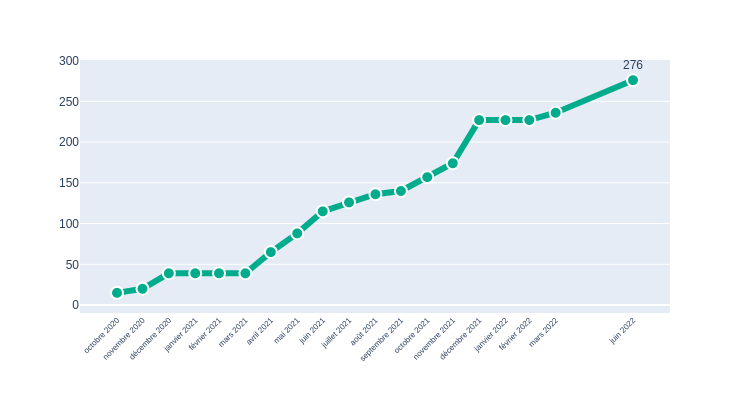 300
276
250
200
150
100
50
0
octobre 2020
novembre 2020
décembre 2020
janvier 2021
février 2021
mars 2021
avril 2021
mai 2021
juin 2021
juillet 2021
août 2021
septembre 2021
octobre 2021
novembre 2021
décembre 2021
janvier 2022
février 2022
mars 2022
juin 2022